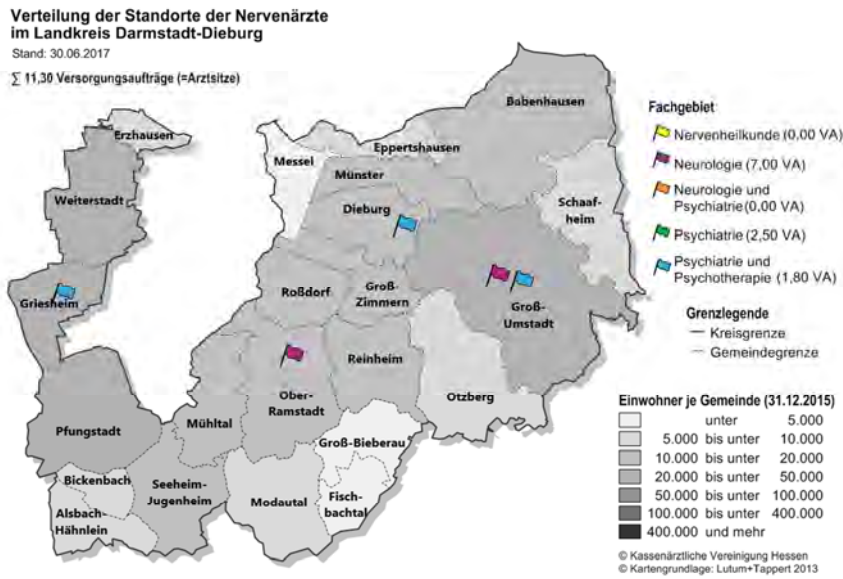 Verteilung der Standorte der Nervenärzte
im Landkreis Darmstadt-Dieburg
Stand: 30.06.2017
∑ 11,30 Versorgungsaufträge (=Arztsitze)
Erzhausen
Weiterstadt
Griesheim
Pfungstadt
Bickenbach
Alsbach-
Hähnlein
Seeheim-
Jugenheim
Mühltal
Messel
Eppertshausen
Babenhausen
Münster
Dieburg
Schaaf-
heim
Roßdorf
Groß-
Zimmern
Groß-
Umstadt
Reinheim
Ober-
Ramstadt
Otzberg
Groß-Bieberau
Modautal
Fisch-
bachtal
Fachgebiet
Nervenheilkunde (0,00 VA)
Neurologie (7,00 VA)
Neurologie und
Psychiatrie (0,00 VA)
Psychiatrie (2,50 VA)
Psychiatrie und
Psychotherapie (1,80 VA)
Grenzlegende
Kreisgrenze
Gemeindegrenze
Einwohner je Gemeinde (31.12.2015)
unter 5.000
5.000 bis unter 10.000
10.000 bis unter 20.000
20.000 bis unter 50.000
50.000 bis unter 100.000
100.000 bis unter 400.000
400.000 und mehr
© Kassenärztliche Vereinigung Hessen
© Kartengrundlage: Lutum+Tappert 2013